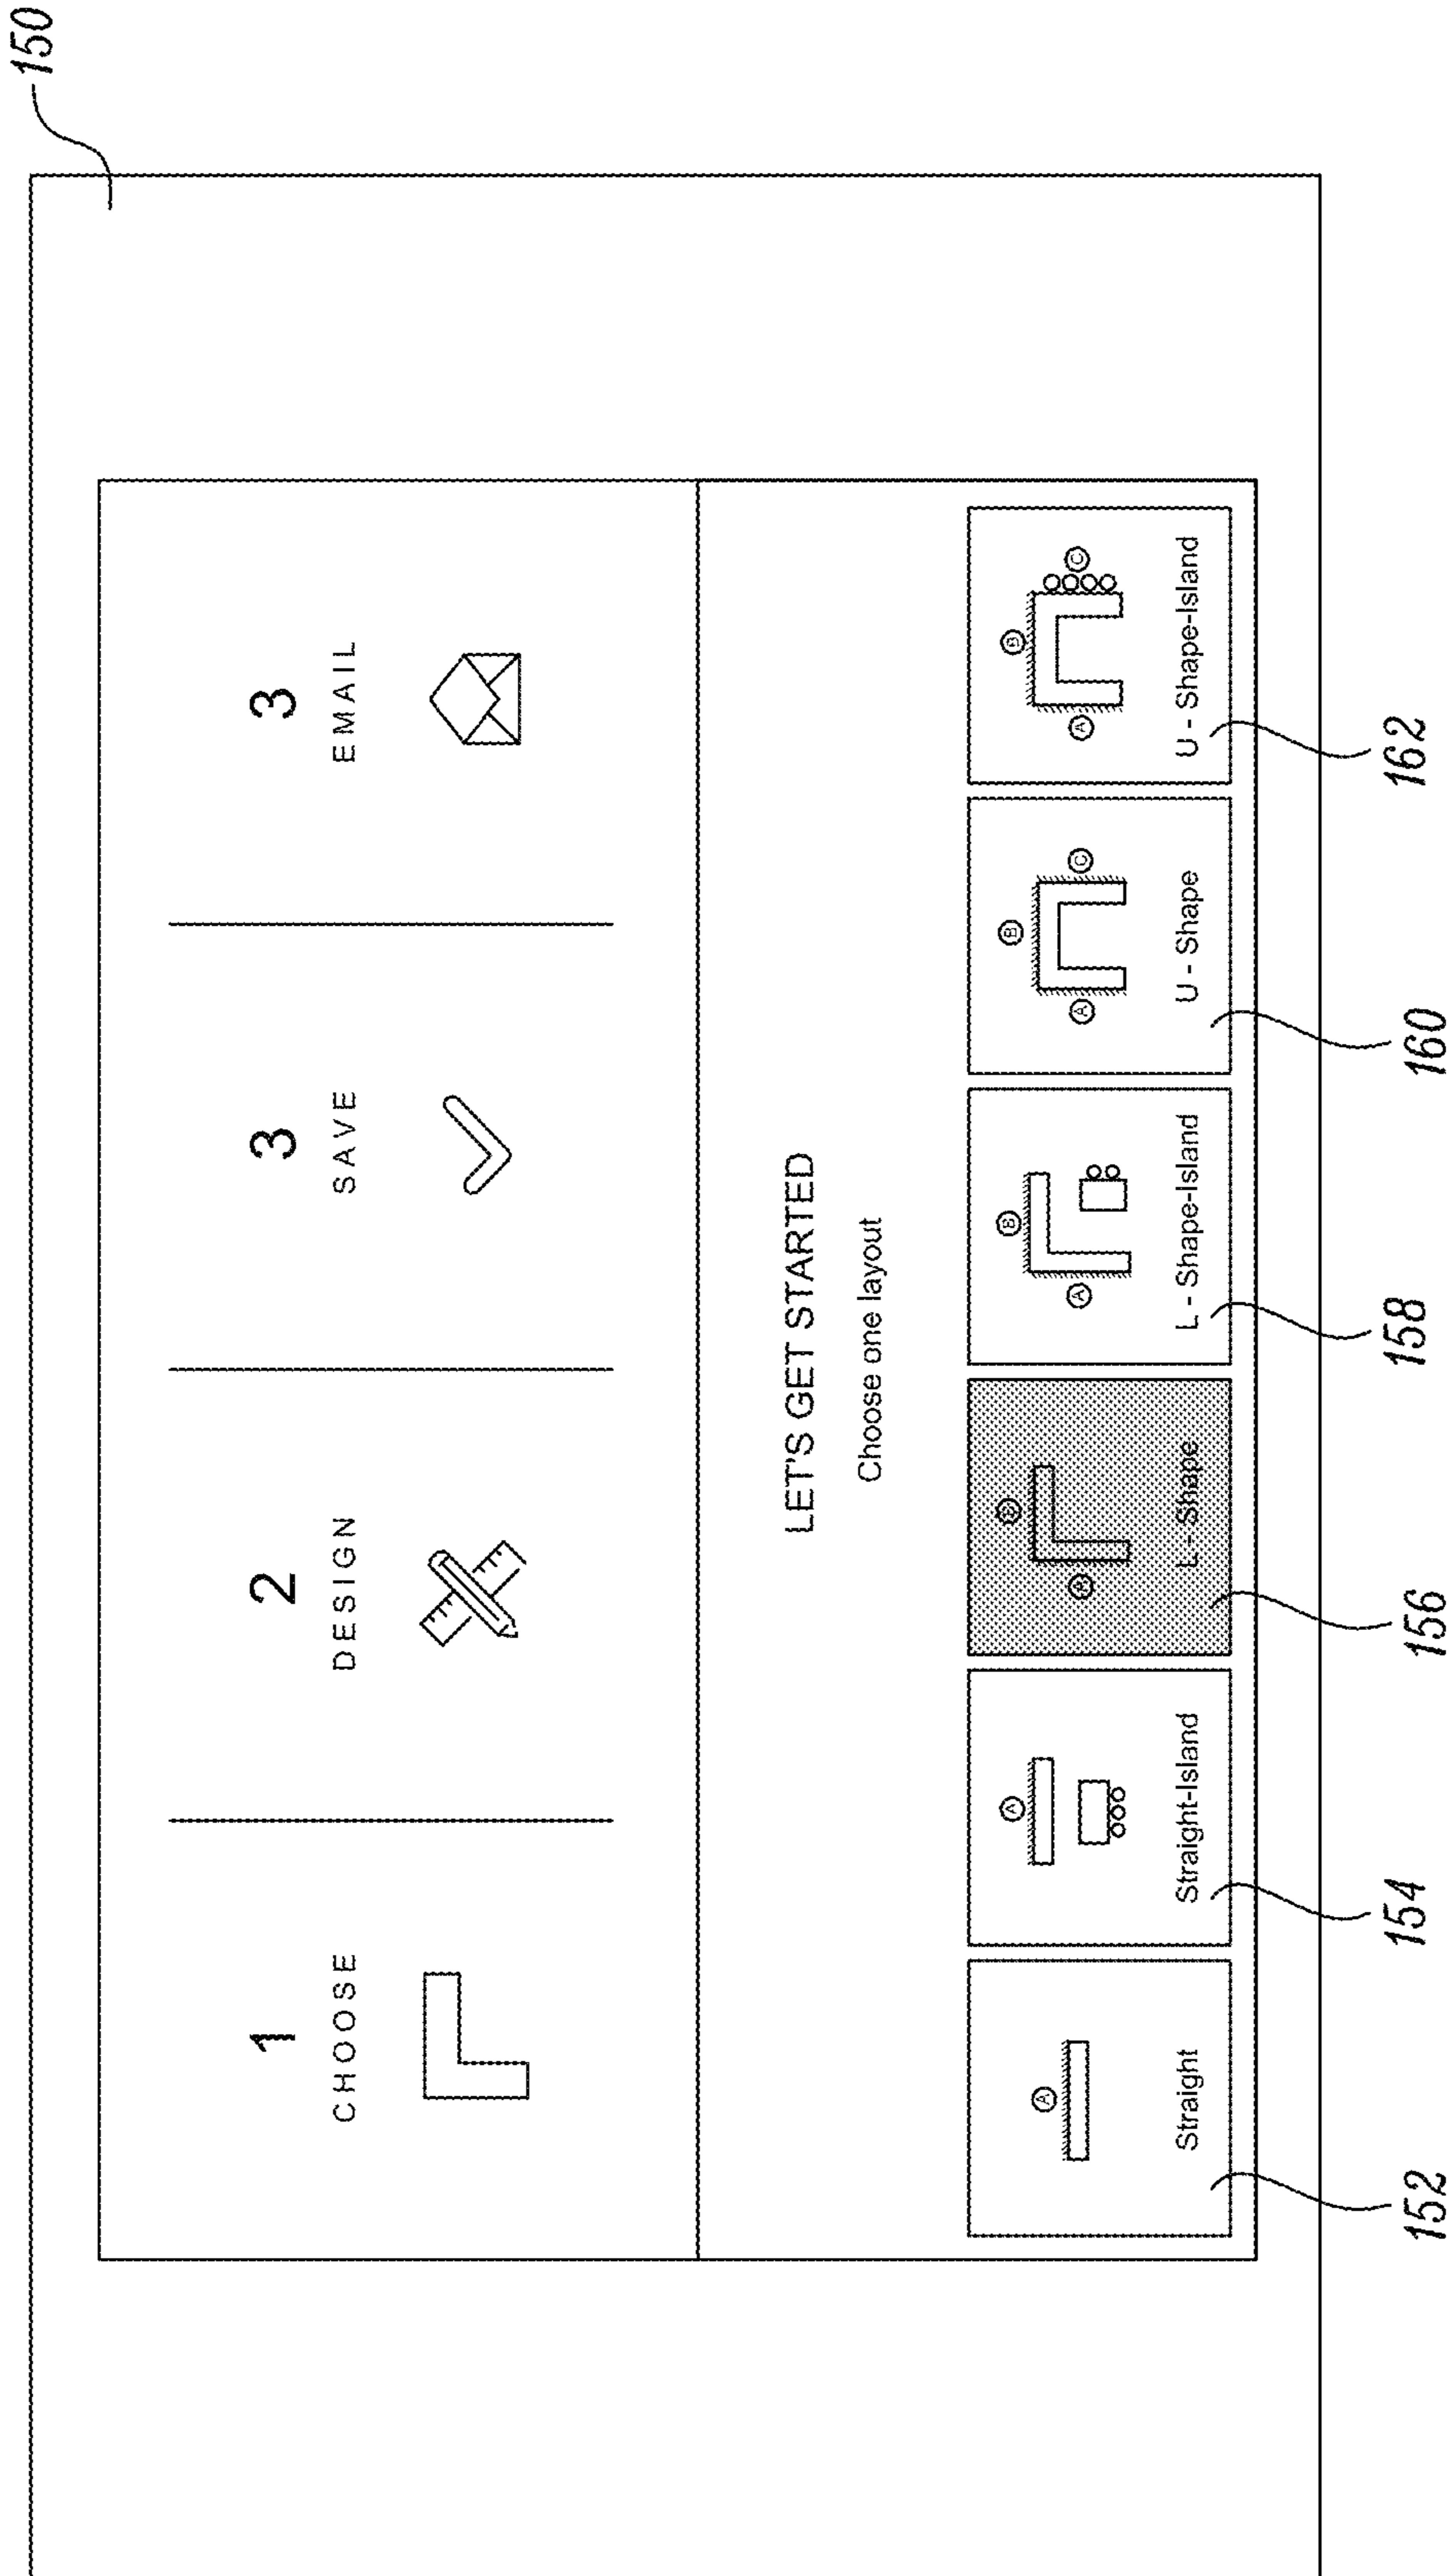 150
1 2 3 3
CHOOSE DESIGN SAVE EMAIL
LET'S GET STARTED
Choose one layout
A
Straight
A
Straight-Island
B
A
L - Shape
B
A
L - Shape-Island
B
A C
U - Shape
B
A C
U - Shape-Island
152 154 156 158 160 162